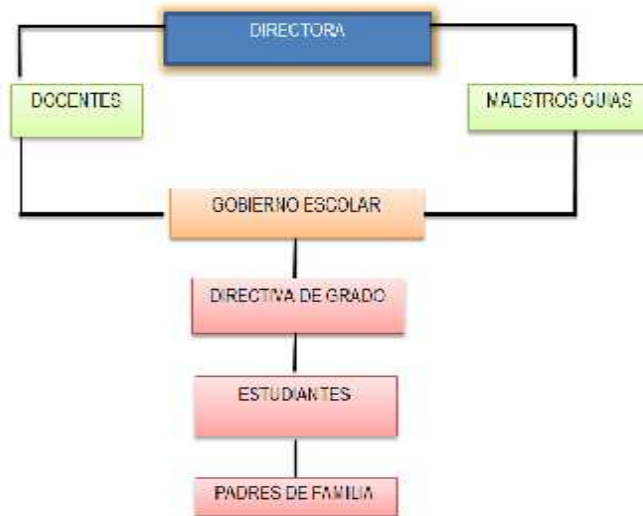 DIRECTORA
DOCENTES
MAESTROS GUIAS
GOBIERNO ESCOLAR
DIRECTIVA DE GRADO
ESTUDIANTES
PADRES DE FAMILIA